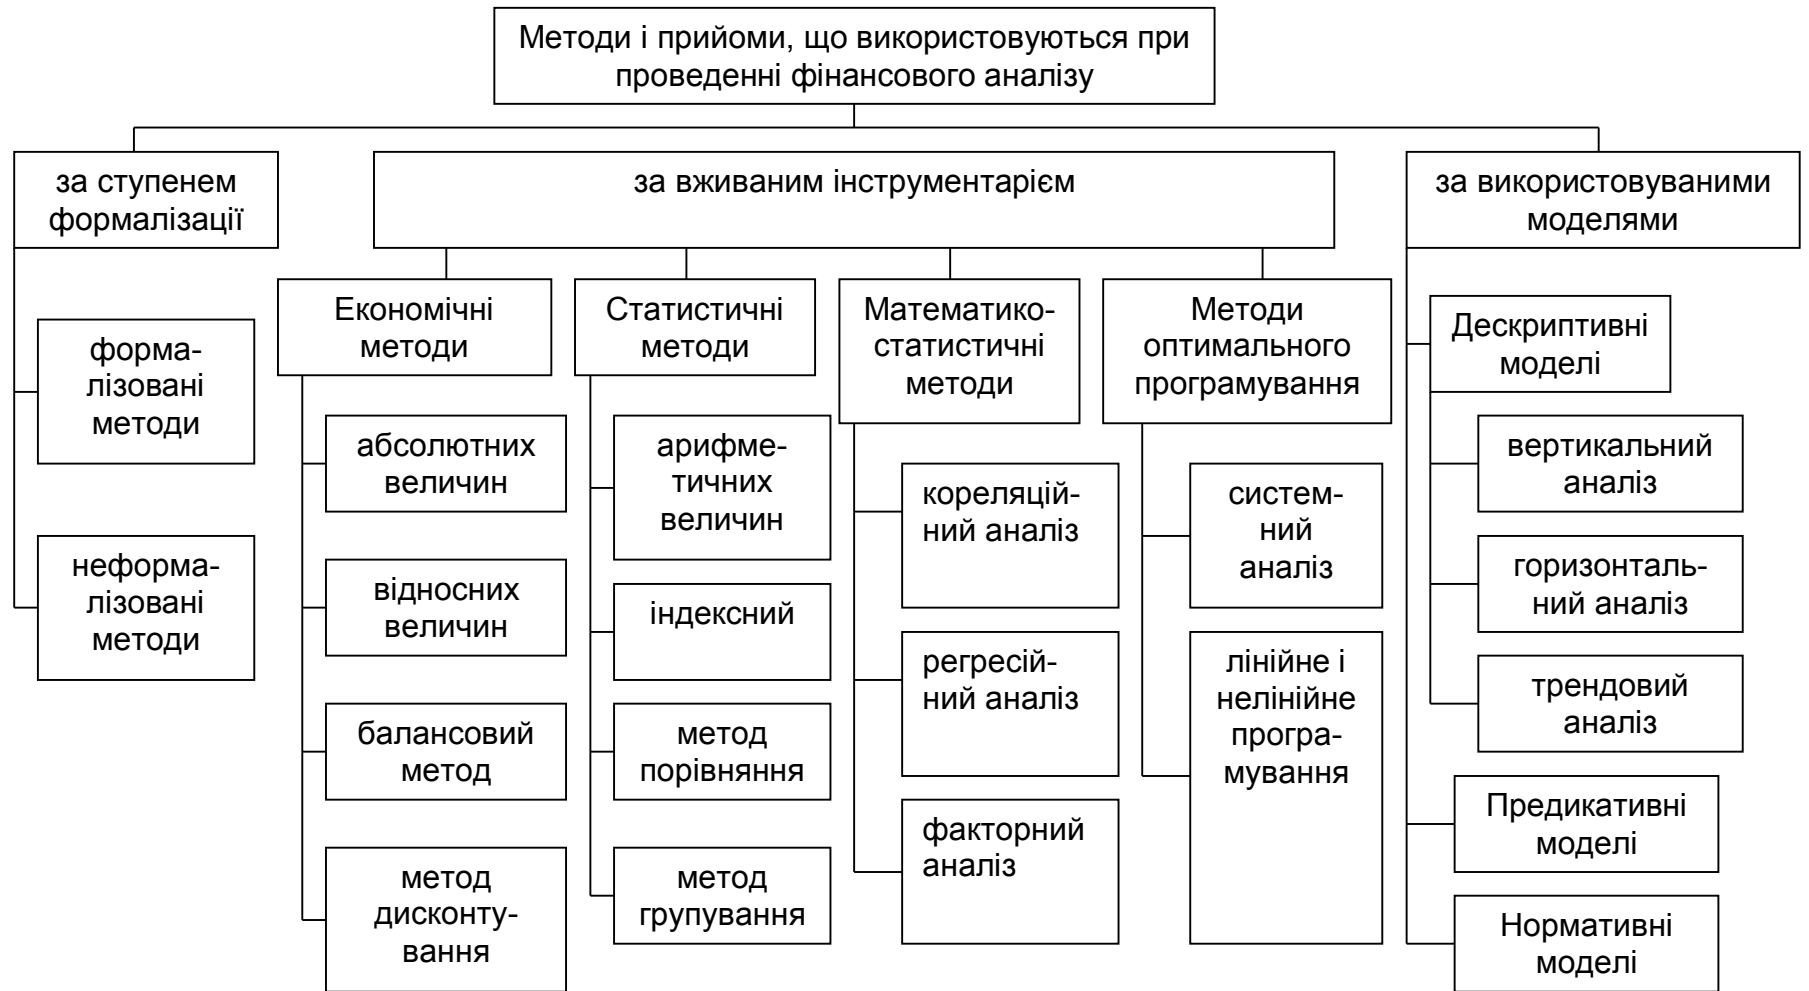 Методи і прийоми, що використовуються при
проведенні фінансового аналізу
за ступенем
формалізації
за вживаним інструментарієм
за використовуваними
моделями
форма-
лізовані
методи
неформа-
лізовані
методи
Економічні
методи
абсолютних
величин
відносних
величин
балансовий
метод
метод
дисконту-
вання
Статистичні
методи
арифме-
тичних
величин
індексний
метод
порівняння
метод
групування
Математико-
статистичні
методи
кореляцій-
ний аналіз
регресій-
ний аналіз
факторний
аналіз
Методи
оптимального
програмування
систем-
ний
аналіз
лінійне і
нелінійне
програ-
мування
Дескриптивні
моделі
вертикальний
аналіз
горизонталь-
ний аналіз
трендовий
аналіз
Предикативні
моделі
Нормативні
моделі